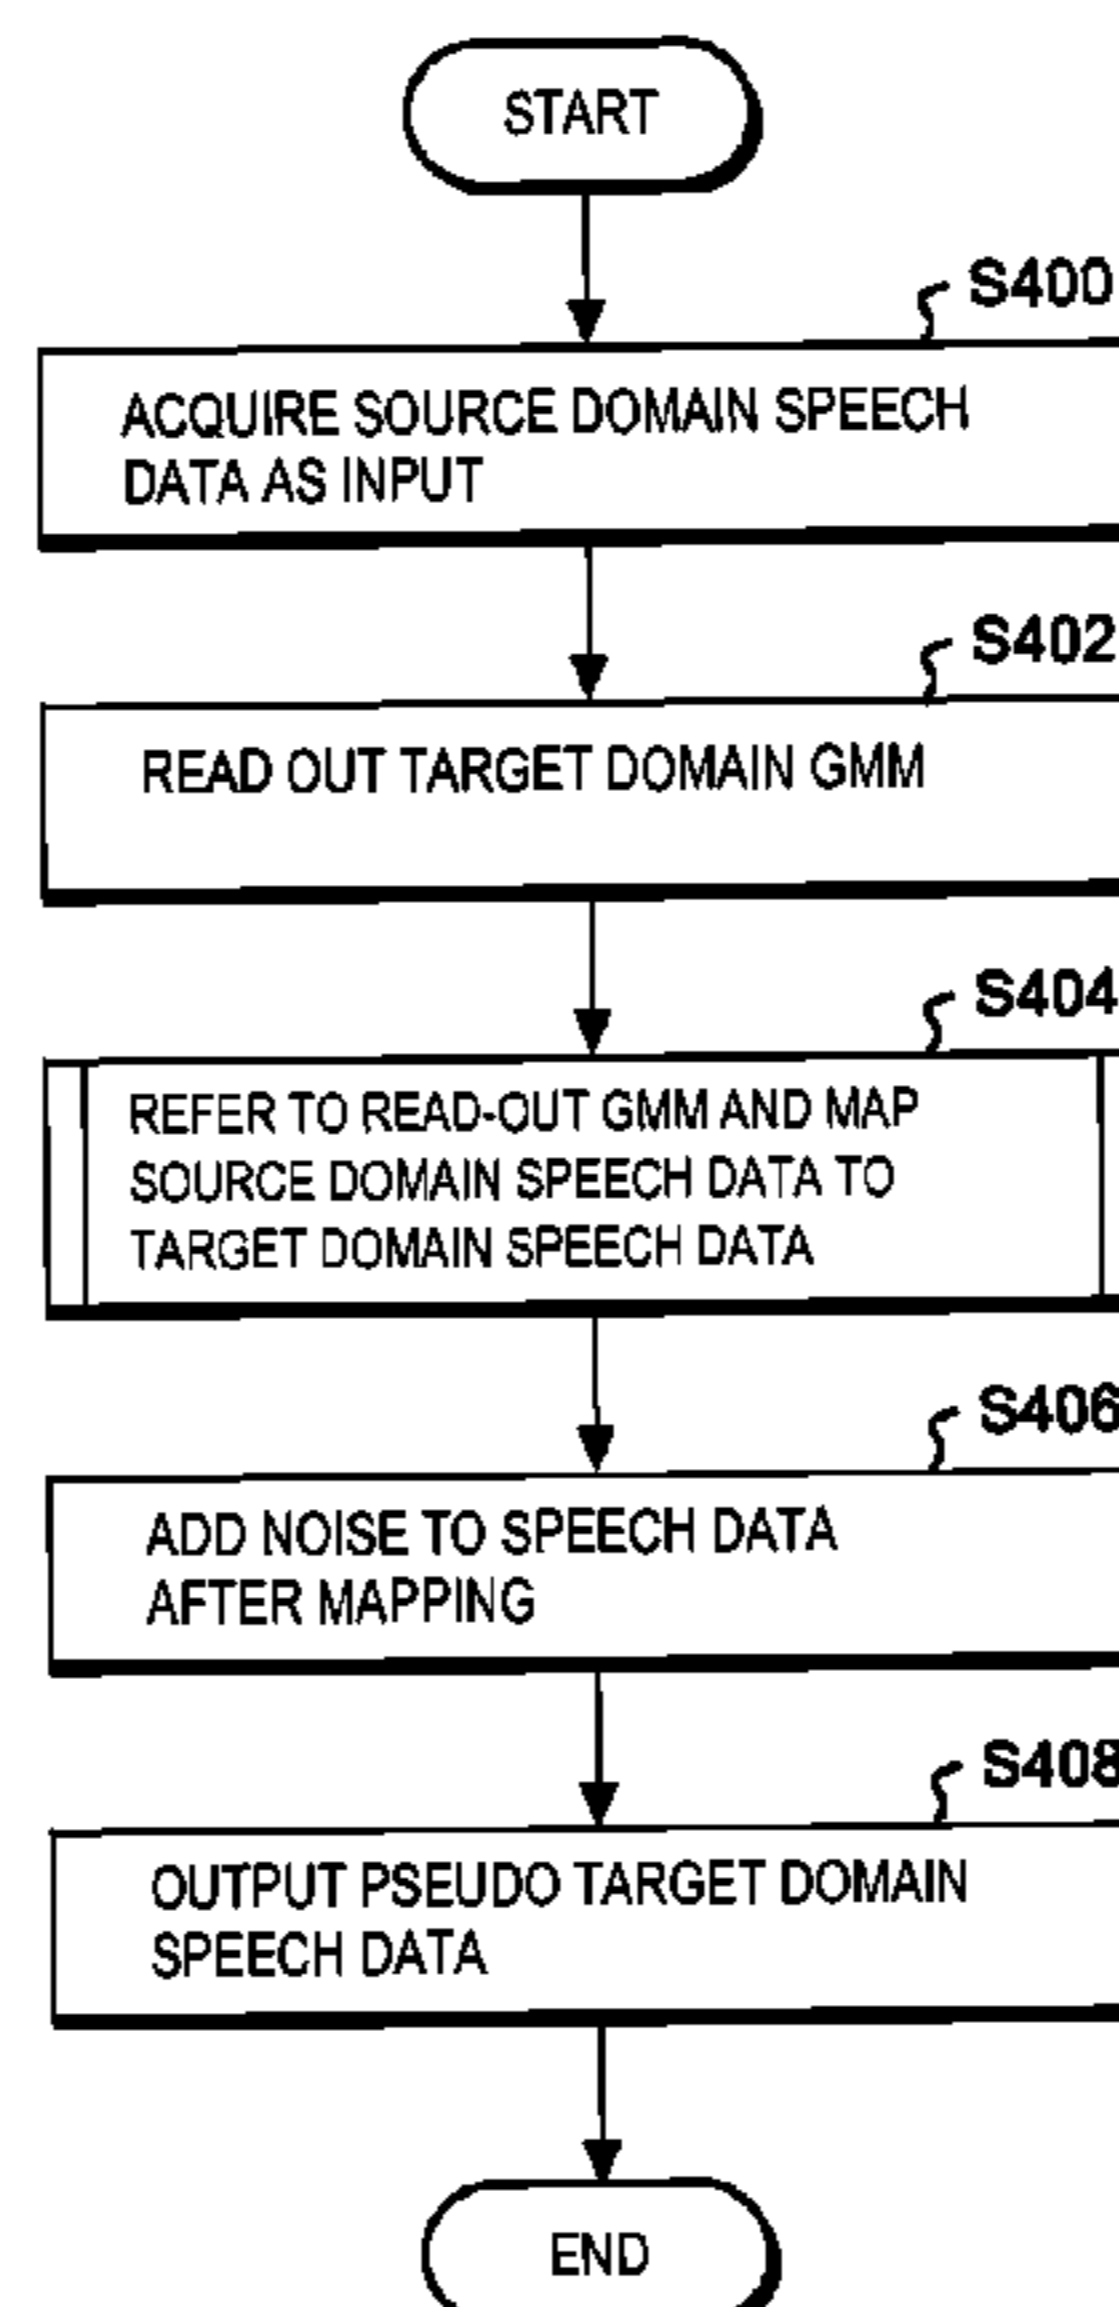 START
S400
ACQUIRE SOURCE DOMAIN SPEECH
DATA AS INPUT
S402
READ OUT TARGET DOMAIN GMM
S404
REFER TO READ-OUT GMM AND MAP
SOURCE DOMAIN SPEECH DATA TO
TARGET DOMAIN SPEECH DATA
S406
ADD NOISE TO SPEECH DATA
AFTER MAPPING
S408
OUTPUT PSEUDO TARGET DOMAIN
SPEECH DATA
END